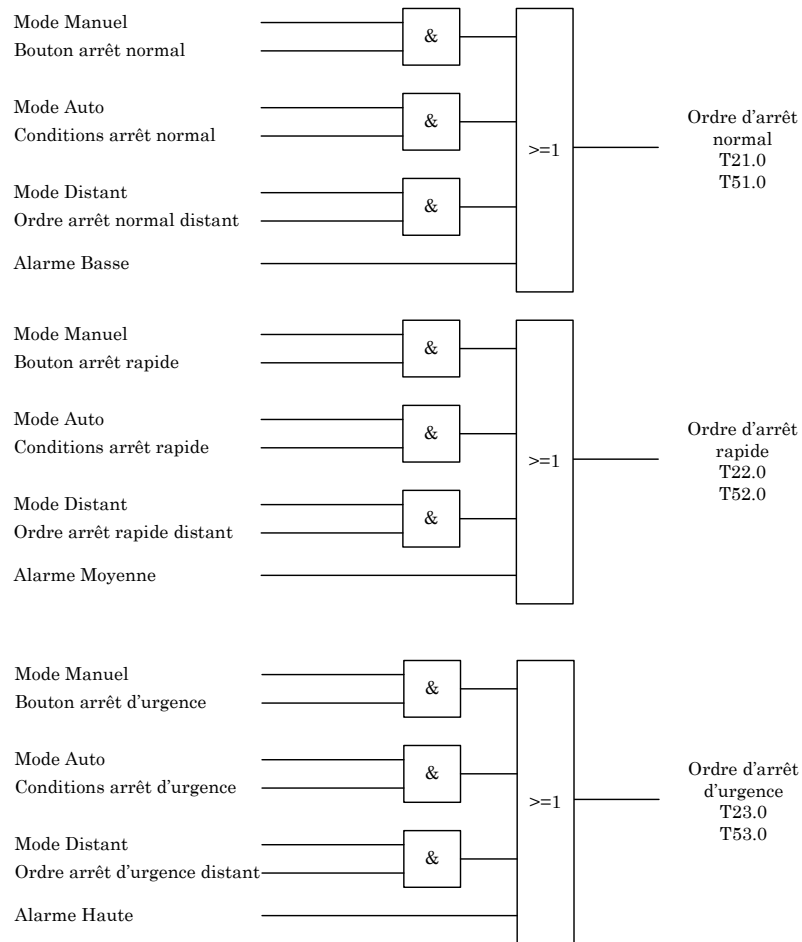 Mode Manuel
Bouton arrêt normal
&
Mode Auto
Conditions arrêt normal
&
Mode Distant
Ordre arrêt normal distant
&
Alarme Basse
>=1
Ordre d'arrêt
normal
T21.0
T51.0
Mode Manuel
Bouton arrêt rapide
&
Mode Auto
Conditions arrêt rapide
&
Mode Distant
Ordre arrêt rapide distant
&
Alarme Moyenne
>=1
Ordre d'arrêt
rapide
T22.0
T52.0
Mode Manuel
Bouton arrêt d'urgence
&
Mode Auto
Conditions arrêt d'urgence
&
Mode Distant
Ordre arrêt d'urgence distant
&
Alarme Haute
>=1
Ordre d'arrêt
d'urgence
T23.0
T53.0